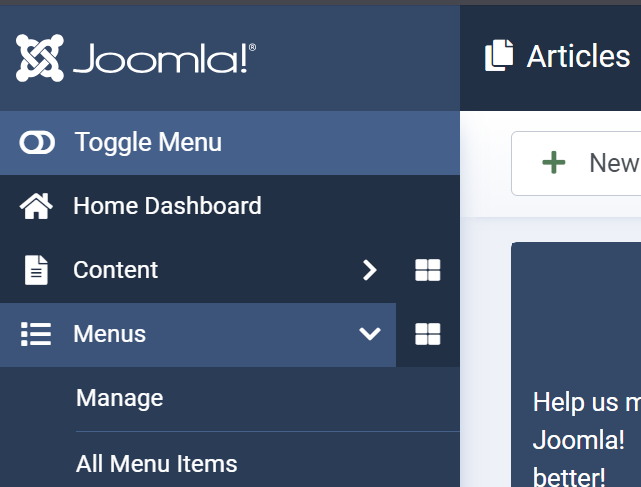 Joomla!®
Articles
Toggle Menu
New
Home Dashboard
Content
Menus
Manage
All Menu Items
Help us
Joomla!
better!